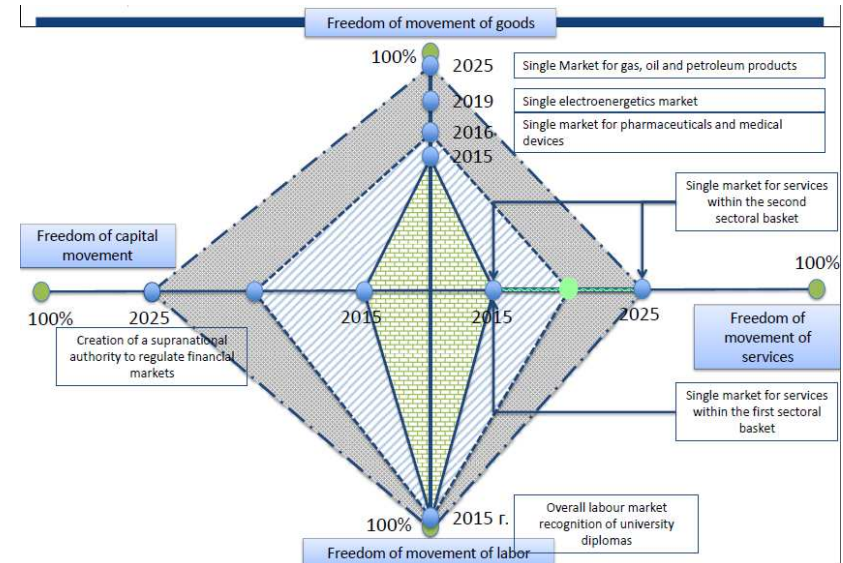 Freedom of movement of goods
100%
2025
Single Market for gas, oil and petroleum products
2019
Single electroenergetics market
2016
Single market for pharmaceuticals and medical
devices
2015
Single market for services
within the second
sectoral basket
Freedom of capital
movement
100%
100%
2025
2015
2015
2025
Creation of a supranational
authority to regulate financial
markets
Freedom of
movement of
services
Single market for services
within the first sectoral
basket
100%
2015 г.
Overall labour market
recognition of university
diplomas
Freedom of movement of labor